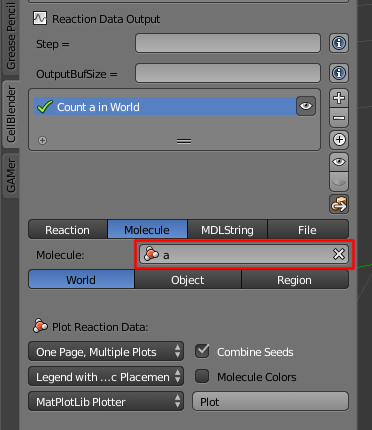 Grease Pencil
CellBlender
GAMer
Reaction Data Output
Step =
OutputBufSize =
Count a in World
Reaction Molecule MDLString File
Molecule: a
World Object Region
Plot Reaction Data:
One Page, Multiple Plots Combine Seeds
Legend with ...c Placemen Molecule Colors
MatPlotLib Plotter Plot